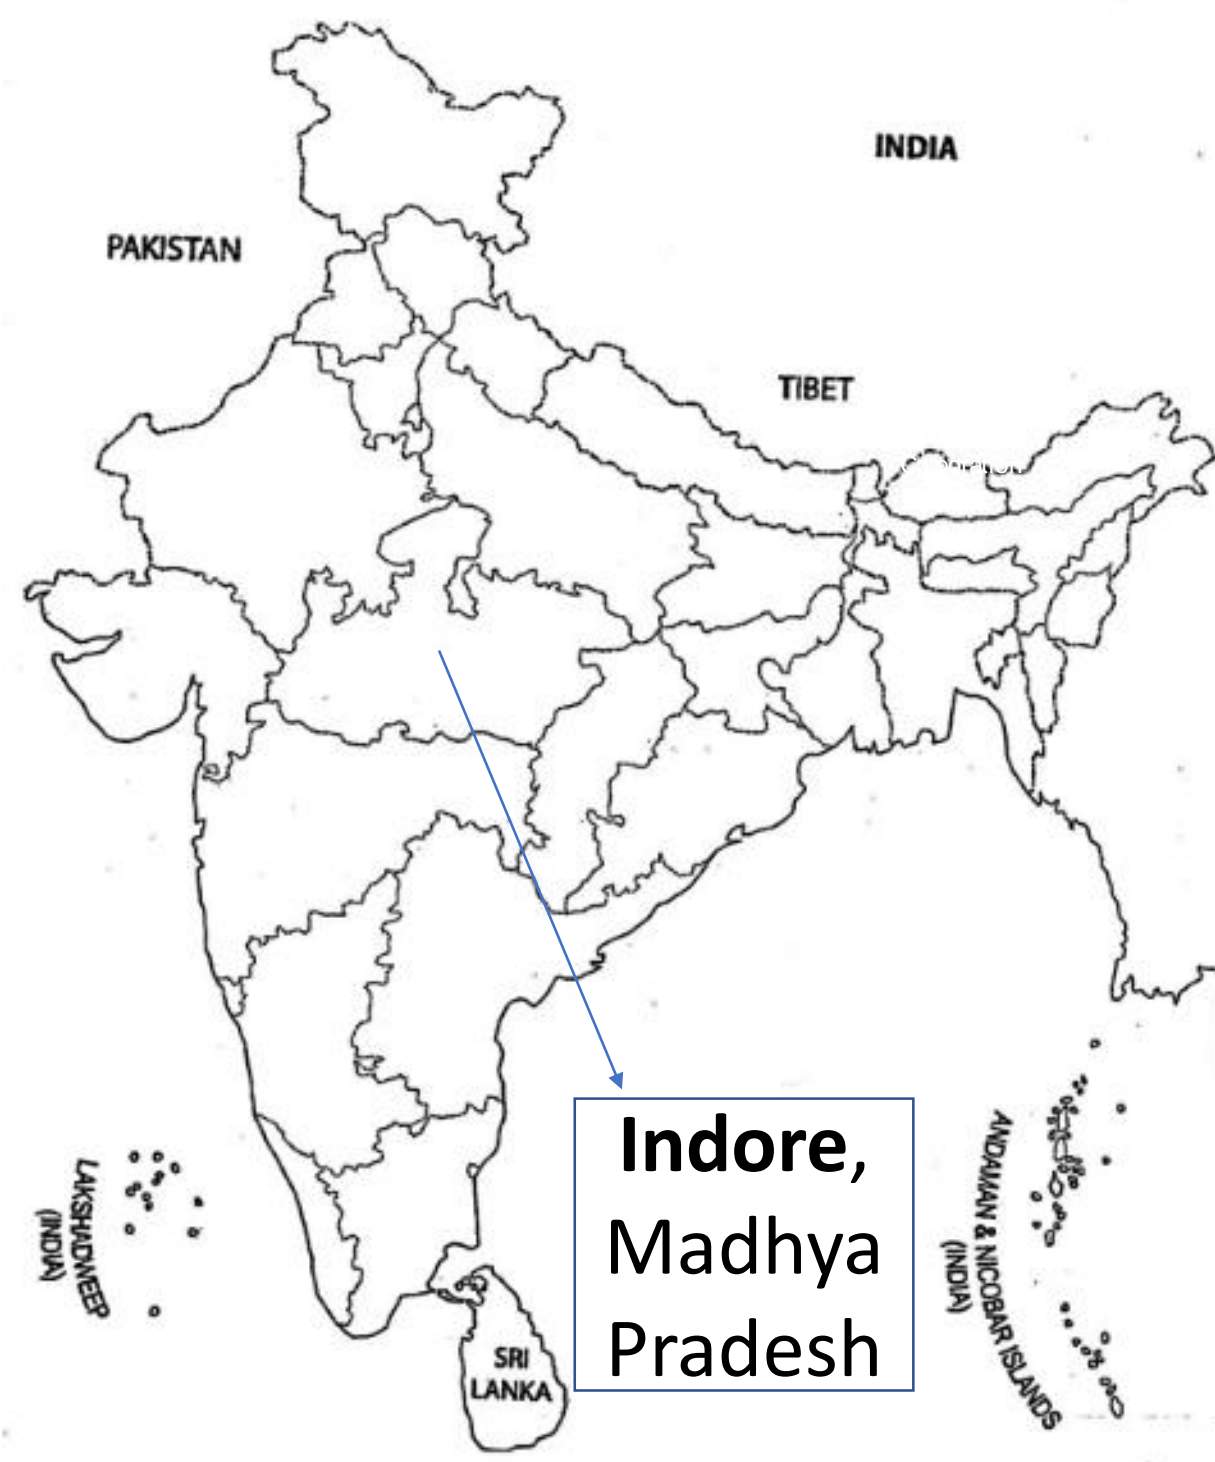 INDIA
PAKISTAN
TIBET
Indore,
Madhya
Pradesh
LAKSHADWEEP
(INDIA)
ANDAMAN & NICOBAR ISLANDS
(INDIA)
SRI
LANKA